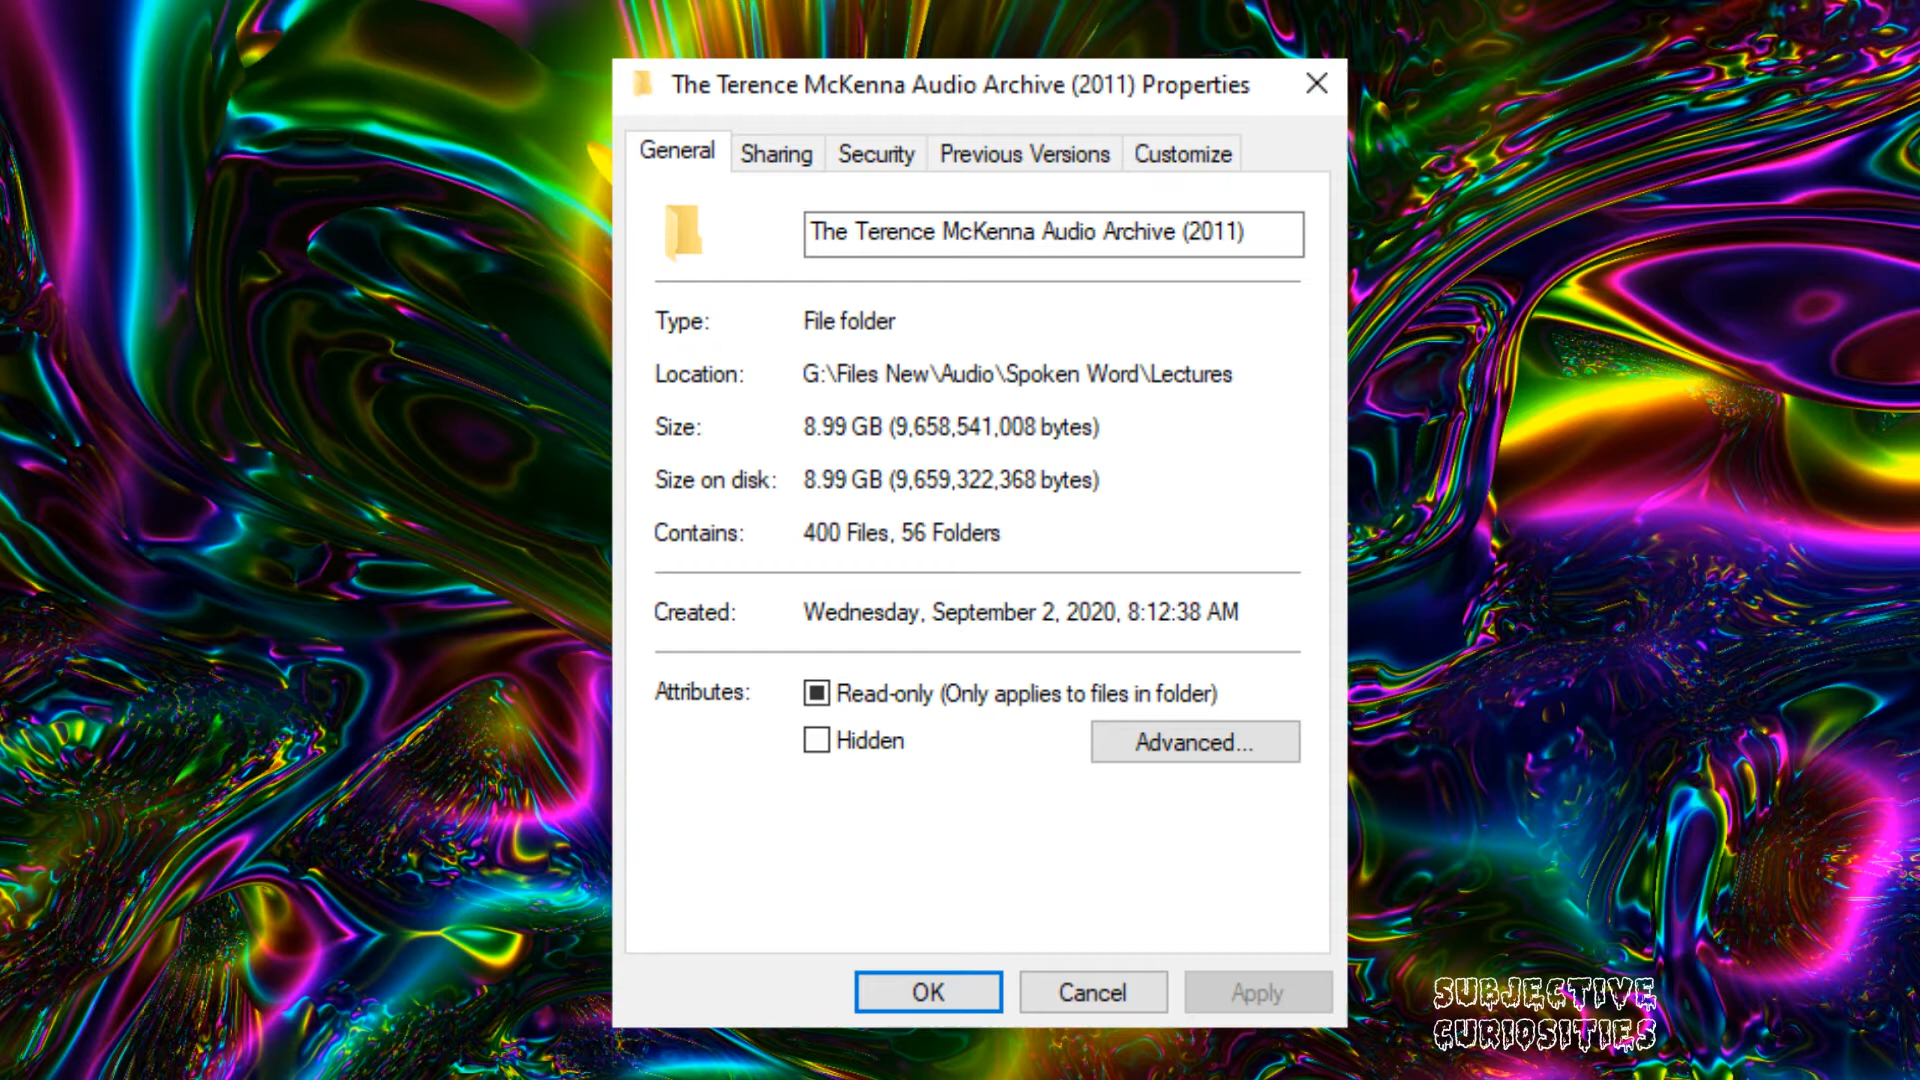 The Terence McKenna Audio Archive (2011) Properties
General Sharing Security Previous Versions Customize
The Terence McKenna Audio Archive (2011)
Type: File folder
Location: G:\Files New\Audio\Spoken Word\Lectures
Size: 8.99 GB (9,658,541,008 bytes)
Size on disk: 8.99 GB (9,659,322,368 bytes)
Contains: 400 Files, 56 Folders
Created: Wednesday, September 2, 2020, 8:12:38 AM
Attributes: Read-only (Only applies to files in folder)
Hidden Advanced...
OK Cancel Apply
SUBJECTIVE
CURIOSITIES